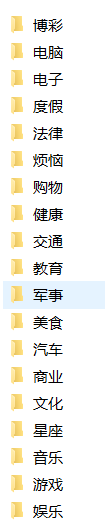 博彩
电脑
电子
度假
法律
烦恼
购物
健康
交通
教育
军事
美食
汽车
商业
文化
星座
音乐
游戏
娱乐